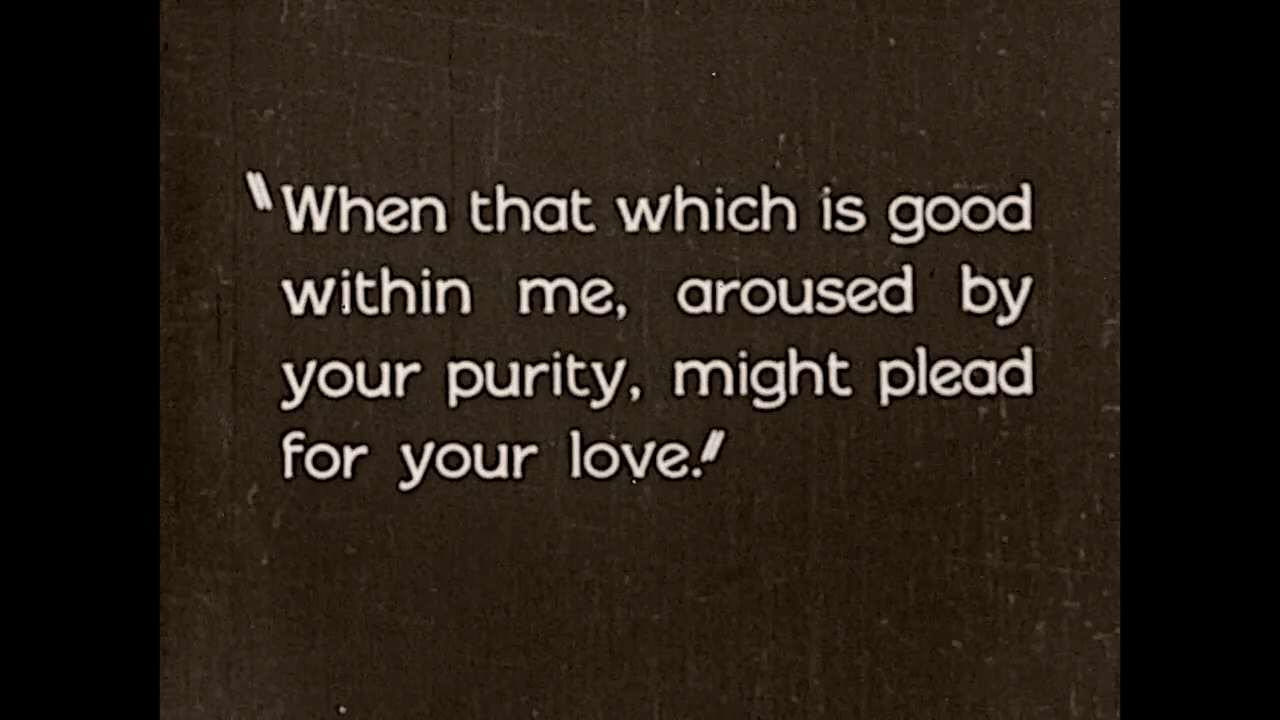 "When that which is good
within me, aroused by
your purity, might plead
for your love."